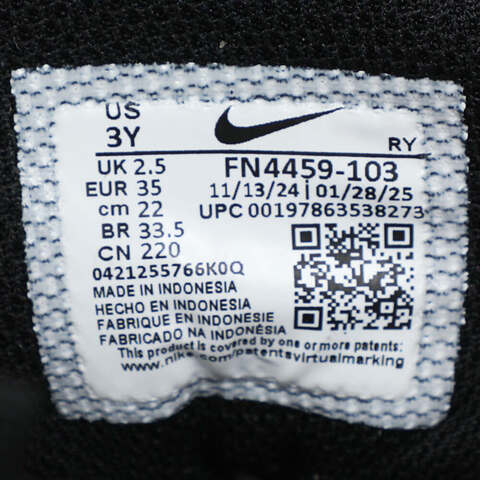 US
3Y
RY
UK 2.5
FN4459-103
EUR 35
11/13/24 | 01/28/25
cm 22
UPC 00197863538273
BR 33.5
CN 220
0421255766K0Q
MADE IN INDONESIA
HECHO EN INDONESIA
FABRIQUE EN INDONESIE
FABRICADO NA INDONÉSIA
This product is covered by one or more patents
www.nike.com/patentsvirtualmarking